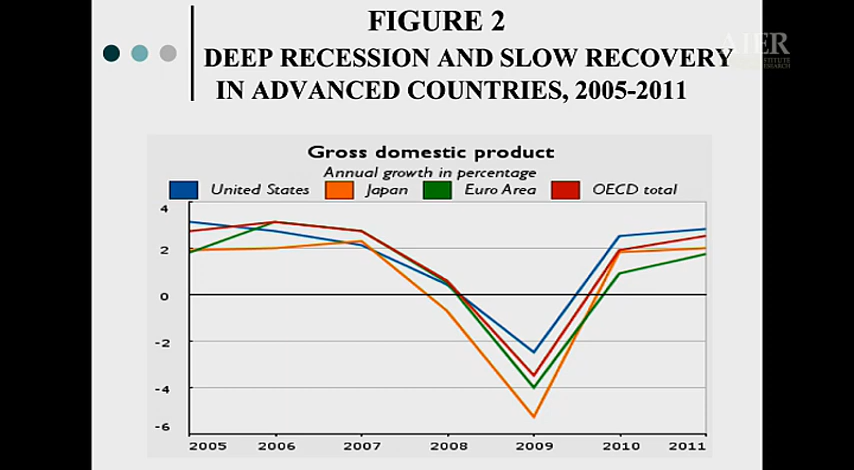 FIGURE 2
DEEP RECESSION AND SLOW RECOVERY
IN ADVANCED COUNTRIES, 2005-2011
AIER
Gross domestic product
Annual growth in percentage
United States Japan Euro Area OECD total
4
2
0
-2
-4
-6
2005 2006 2007 2008 2009 2010 2011